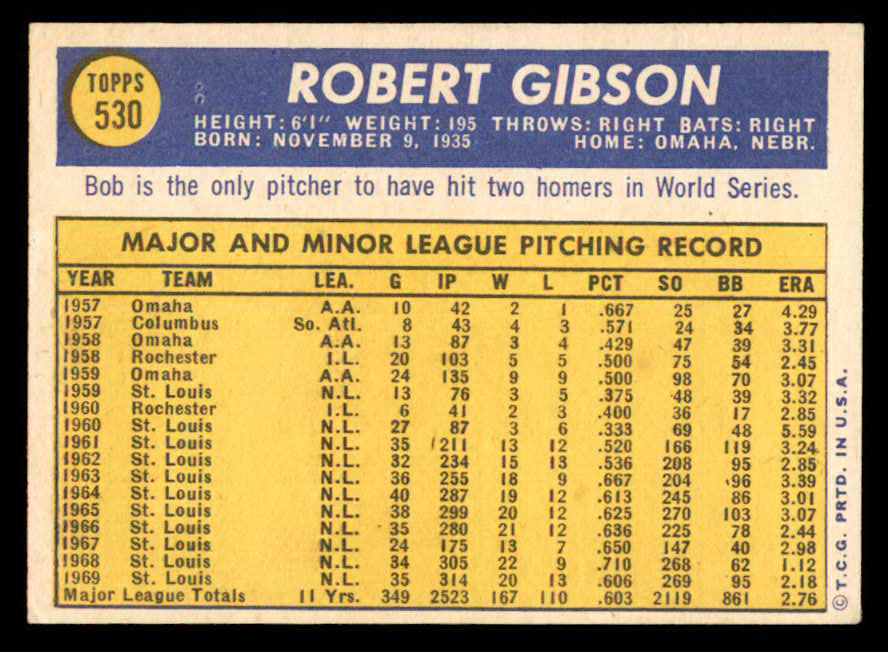 TOPPS
530
ROBERT GIBSON
HEIGHT: 6'1" WEIGHT: 195 THROWS: RIGHT BATS: RIGHT
BORN: NOVEMBER 9, 1935 HOME: OMAHA, NEBR.
Bob is the only pitcher to have hit two homers in World Series.
MAJOR AND MINOR LEAGUE PITCHING RECORD
YEAR TEAM LEA. G IP W L PCT SO BB ERA
1957 Omaha A.A. 10 42 2 1 .667 25 27 4.29
1957 Columbus So. Atl. 8 43 4 3 .571 24 34 3.77
1958 Omaha A.A. 13 87 3 4 .429 47 39 3.31
1958 Rochester I.L. 20 103 5 5 .500 75 54 2.45
1959 Omaha A.A. 24 135 9 9 .500 98 70 3.07
1959 St. Louis N.L. 13 76 3 5 .375 48 39 3.32
1960 Rochester I.L. 6 41 2 3 .400 36 17 2.85
1960 St. Louis N.L. 27 87 3 6 .333 69 48 5.59
1961 St. Louis N.L. 35 211 13 12 .520 166 119 3.24
1962 St. Louis N.L. 32 234 15 13 .536 208 95 2.85
1963 St. Louis N.L. 36 255 18 9 .667 204 96 3.39
1964 St. Louis N.L. 40 287 19 12 .613 245 86 3.01
1965 St. Louis N.L. 38 299 20 12 .625 270 103 3.07
1966 St. Louis N.L. 35 280 21 12 .636 225 78 2.44
1967 St. Louis N.L. 24 175 13 7 .650 147 40 2.98
1968 St. Louis N.L. 34 305 22 9 .710 268 62 1.12
1969 St. Louis N.L. 35 314 20 13 .606 269 95 2.18
Major League Totals 11 Yrs. 349 2523 167 110 .603 2119 861 2.76
© T.C.G. PRTD. IN U.S.A.